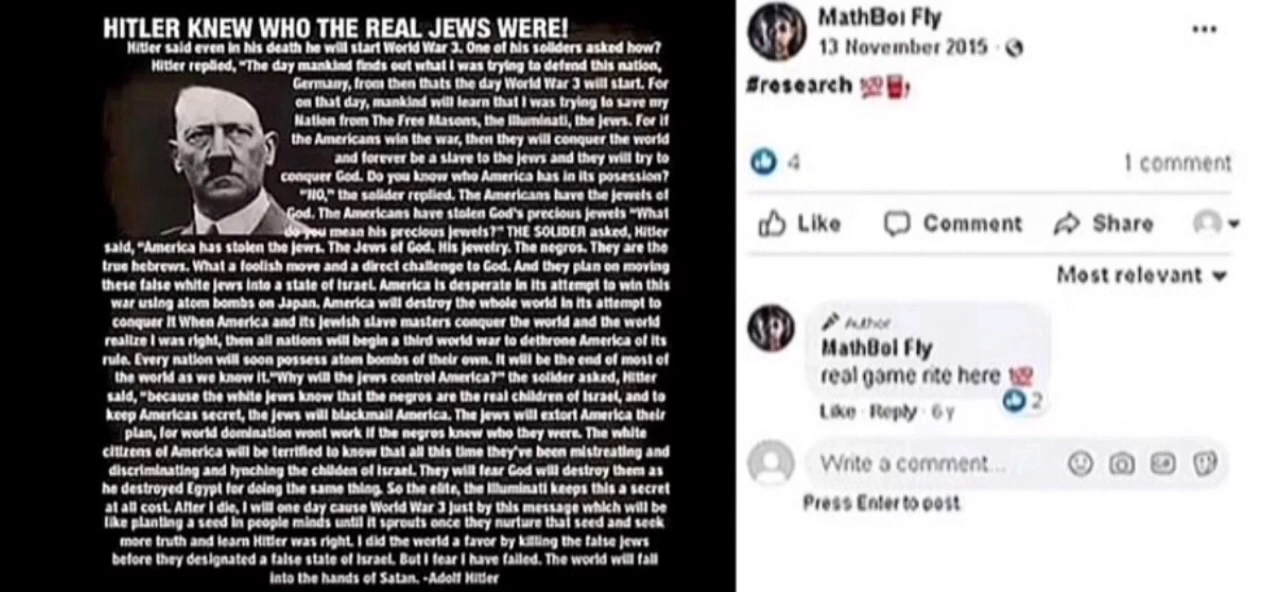 HITLER KNEW WHO THE REAL JEWS WERE!
Hitler said even in his death he will start World War 3. One of his soliders asked how?
Hitler replied, "The day mankind finds out what I was trying to defend this nation,
Germany, from then thats the day World War 3 will start. For
on that day, mankind will learn that I was trying to save my
Nation from The Free Masons, the Illuminati, the jews. For if
the Americans win the war, then they will conquer the world
and forever be a slave to the jews and they will try to
conquer God. Do you know who America has in its posession?
"NO," the solider replied. The Americans have the jewels of
God. The Americans have stolen God's precious jewels "What
do you mean his precious jewels?" THE SOLIDER asked, Hitler
said, "America has stolen the jews. The Jews of God. His jewelry. The negros. They are the
true hebrews. What a foolish move and a direct challenge to God. And they plan on moving
these false white jews into a state of Israel. America is desperate in its attempt to win this
war using atom bombs on Japan. America will destroy the whole world in its attempt to
conquer it When America and its jewish slave masters conquer the world and the world
realize I was right, then all nations will begin a third world war to dethrone America of its
rule. Every nation will soon possess atom bombs of their own. It will be the end of most of
the world as we know it."Why will the jews control America?" the solider asked, Hitler
said, "because the white jews know that the negros are the real children of Israel, and to
keep Americas secret, the jews will blackmail America. The jews will extort America their
plan, for world domination wont work if the negros knew who they were. The white
citizens of America will be terrified to know that all this time they've been mistreating and
discriminating and lynching the childen of Israel. They will fear God will destroy them as
he destroyed Egypt for doing the same thing. So the elite, the Illuminati keeps this a secret
at all cost. After I die, I will one day cause World War 3 just by this message which will be
like planting a seed in people minds until it sprouts once they nurture that seed and seek
more truth and learn Hitler was right. I did the world a favor by killing the false jews
before they designated a false state of Israel. But I fear I have failed. The world will fall
into the hands of Satan. -Adolf Hitler
MathBoi Fly
13 November 2015
#research 💯
4
1 comment
Like Comment Share
Most relevant
Author
MathBoi Fly
real game rite here 💯
Like Reply 6 y 2
Write a comment...
Press Enter to post.